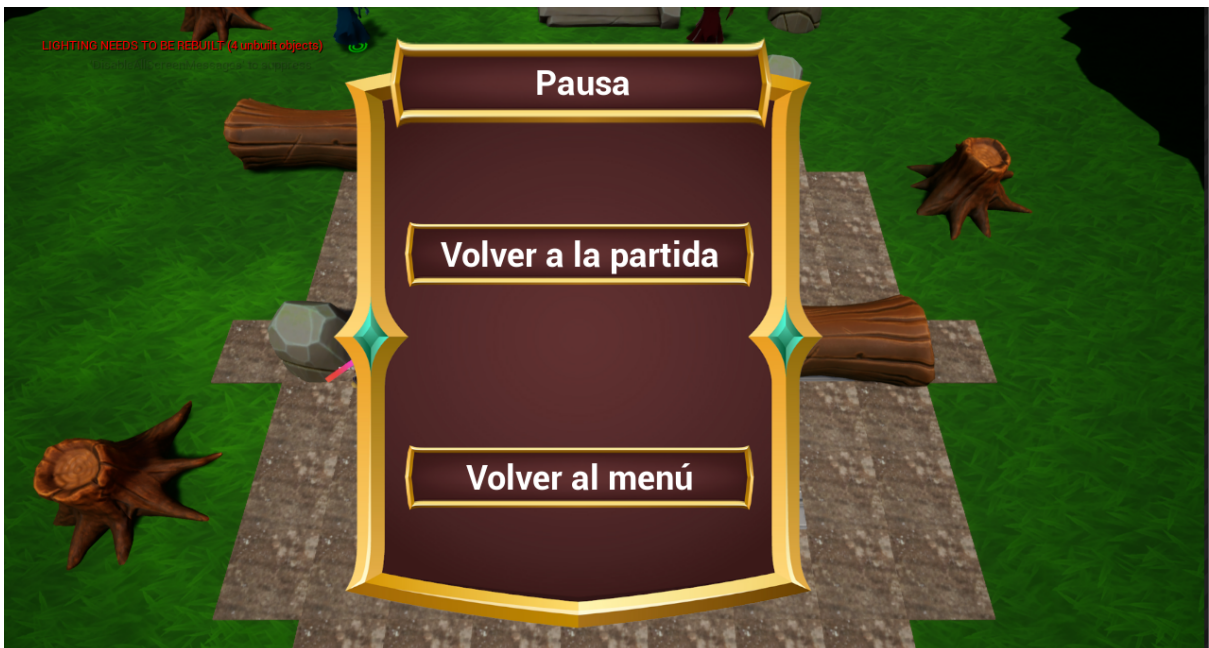 LIGHTING NEEDS TO BE REBUILT (4 unbuilt objects)
Pausa
Volver a la partida
Volver al menú